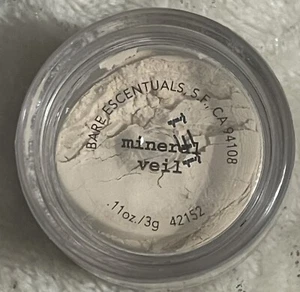 BARE ESCENTUALS, S.F., CA 94108
mineral
veil
.11oz./3g 42152